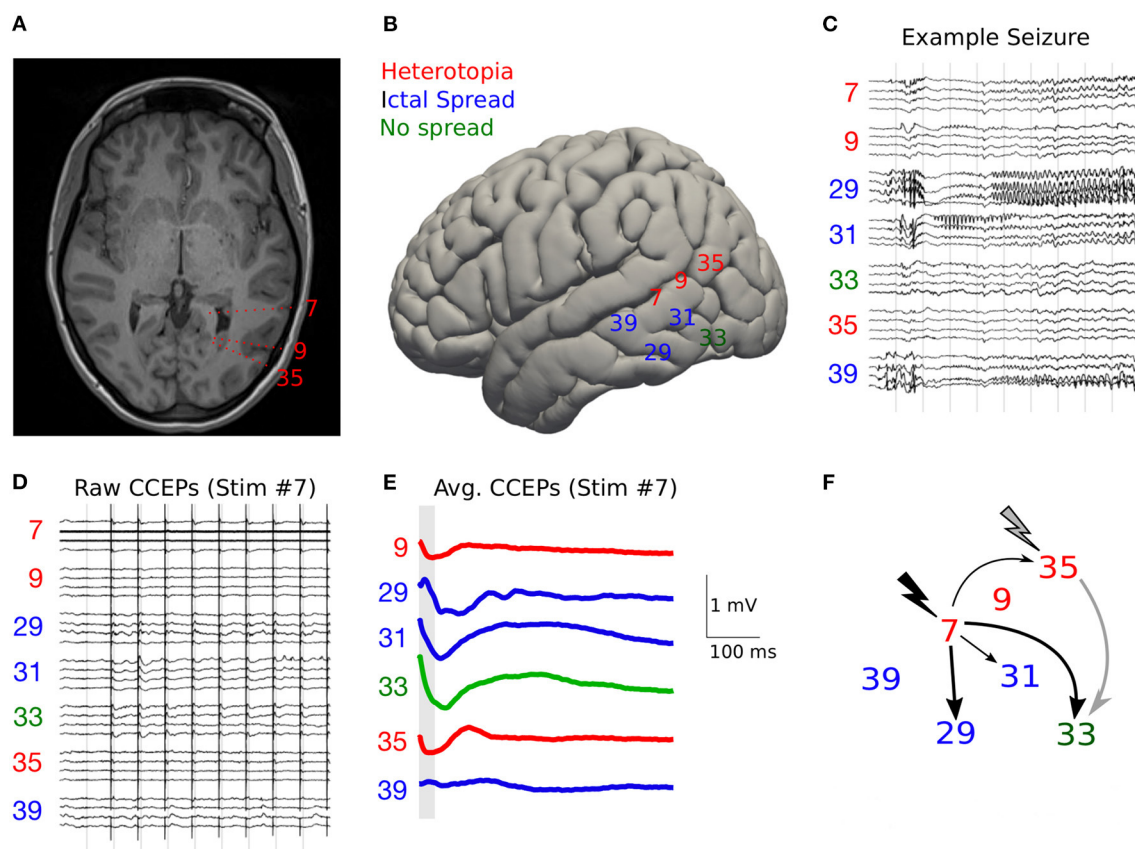 A
7
9
35
B
Heterotopia
Ictal Spread
No spread
35
9
7
39
31
33
29
C
Example Seizure
7
9
29
31
33
35
39
D
Raw CCEPs (Stim #7)
7
9
29
31
33
35
39
E
Avg. CCEPs (Stim #7)
9
29
31
33
35
39
1 mV
100 ms
F
35
9
7
39
31
29
33